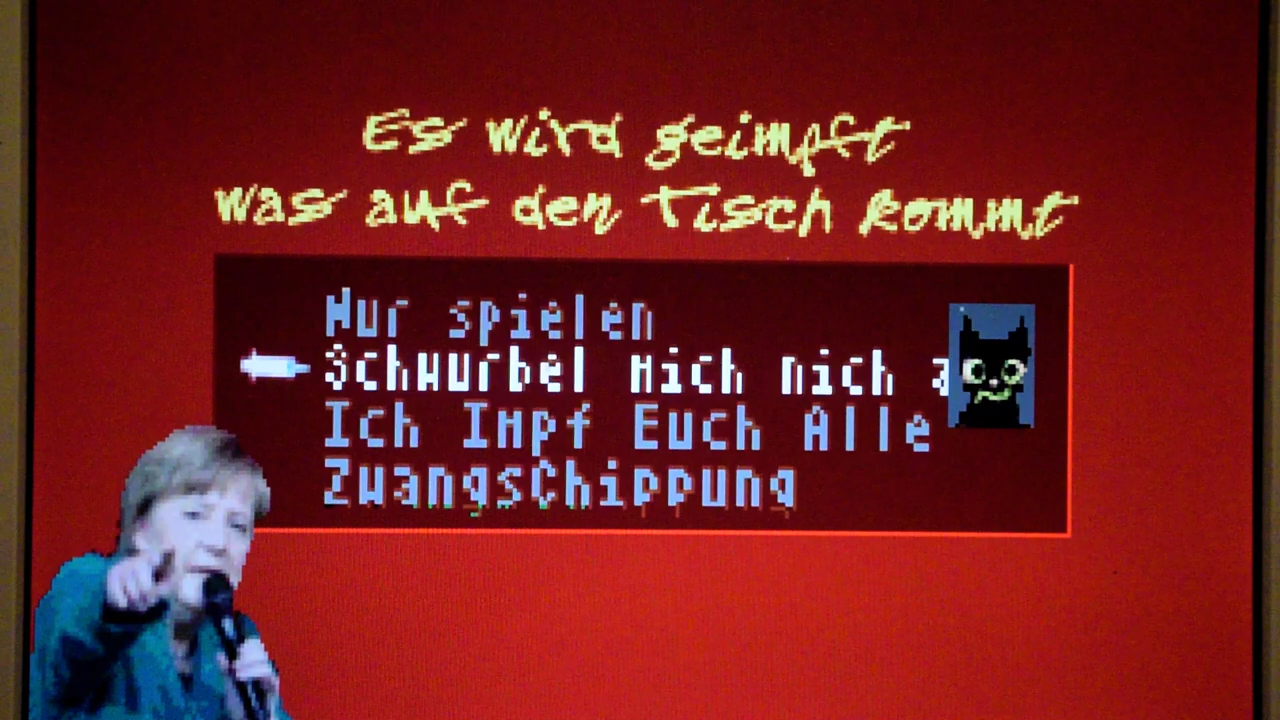 Es wird geimpft
was auf den Tisch kommt
Nur spielen
Schwurbel Mich nich a
Ich Impf Euch Alle
ZwangsChippung